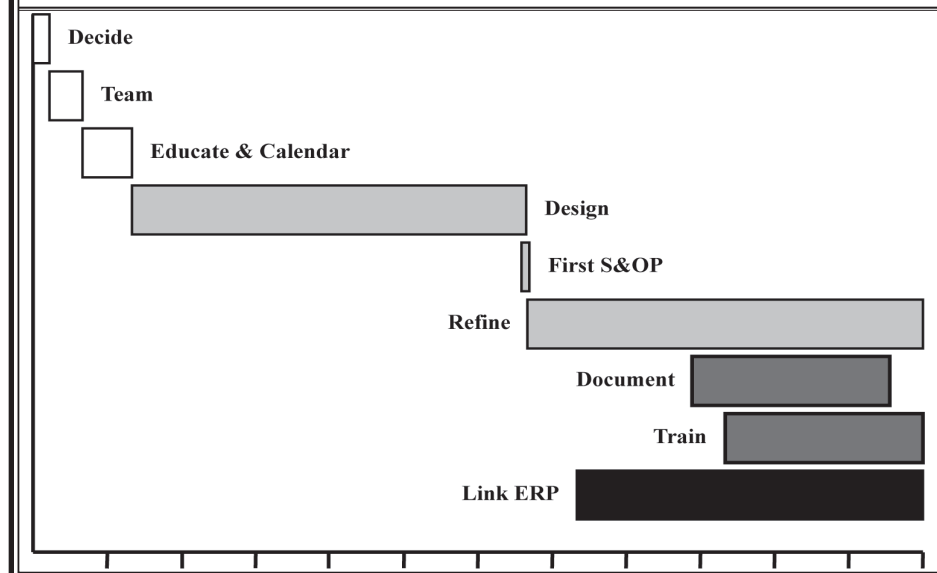 Decide
Team
Educate & Calendar
Design
First S&OP
Refine
Document
Train
Link ERP